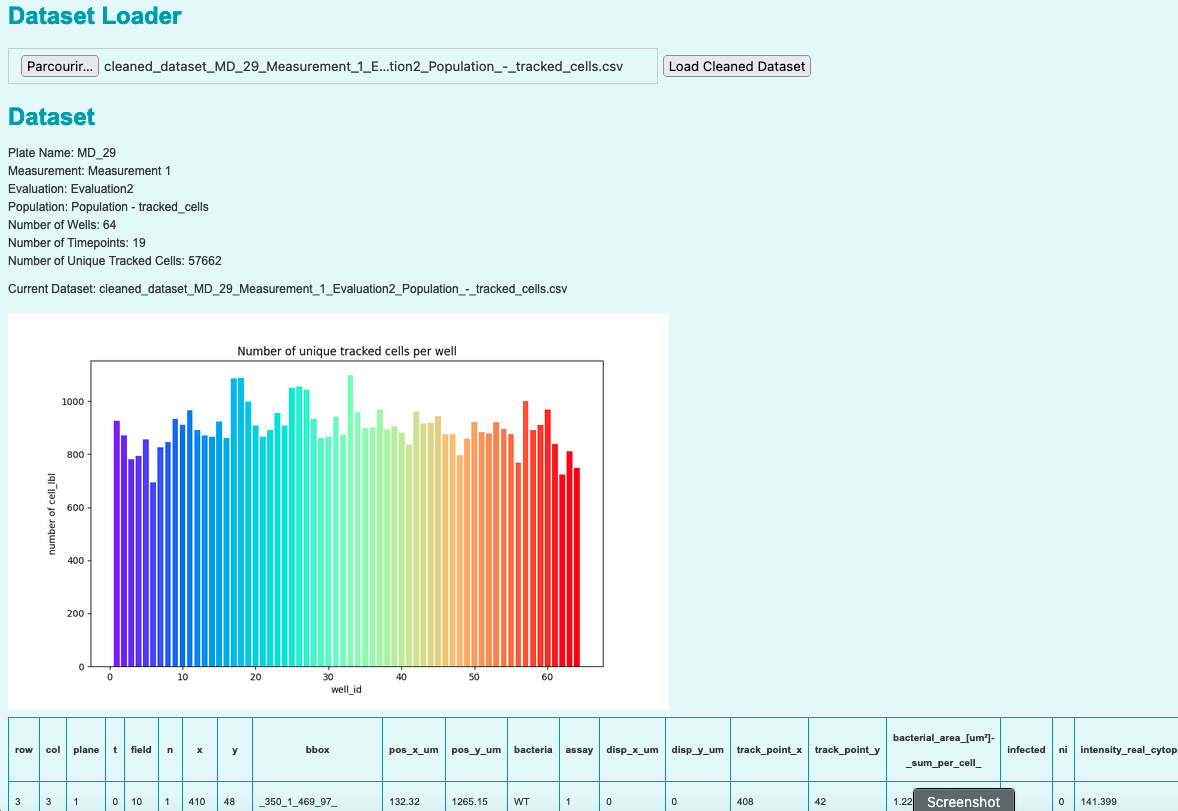 Dataset Loader
Parcourir... cleaned_dataset_MD_29_Measurement_1_E...tion2_Population_-_tracked_cells.csv Load Cleaned Dataset
Dataset
Plate Name: MD_29
Measurement: Measurement 1
Evaluation: Evaluation2
Population: Population - tracked_cells
Number of Wells: 64
Number of Timepoints: 19
Number of Unique Tracked Cells: 57662
Current Dataset: cleaned_dataset_MD_29_Measurement_1_Evaluation2_Population_-_tracked_cells.csv
Number of unique tracked cells per well
1000
800
600
400
200
0
number of cell_lbl
0 10 20 30 40 50 60
well_id
row col plane t field n x y bbox pos_x_um pos_y_um bacteria assay disp_x_um disp_y_um track_point_x track_point_y bacterial_area_[um²]-_sum_per_cell_ infected ni intensity_real_cytop
3 3 1 0 10 1 410 48 _350_1_469_97_ 132.32 1265.15 WT 1 0 0 408 42 1.22 0 141.399
Screenshot